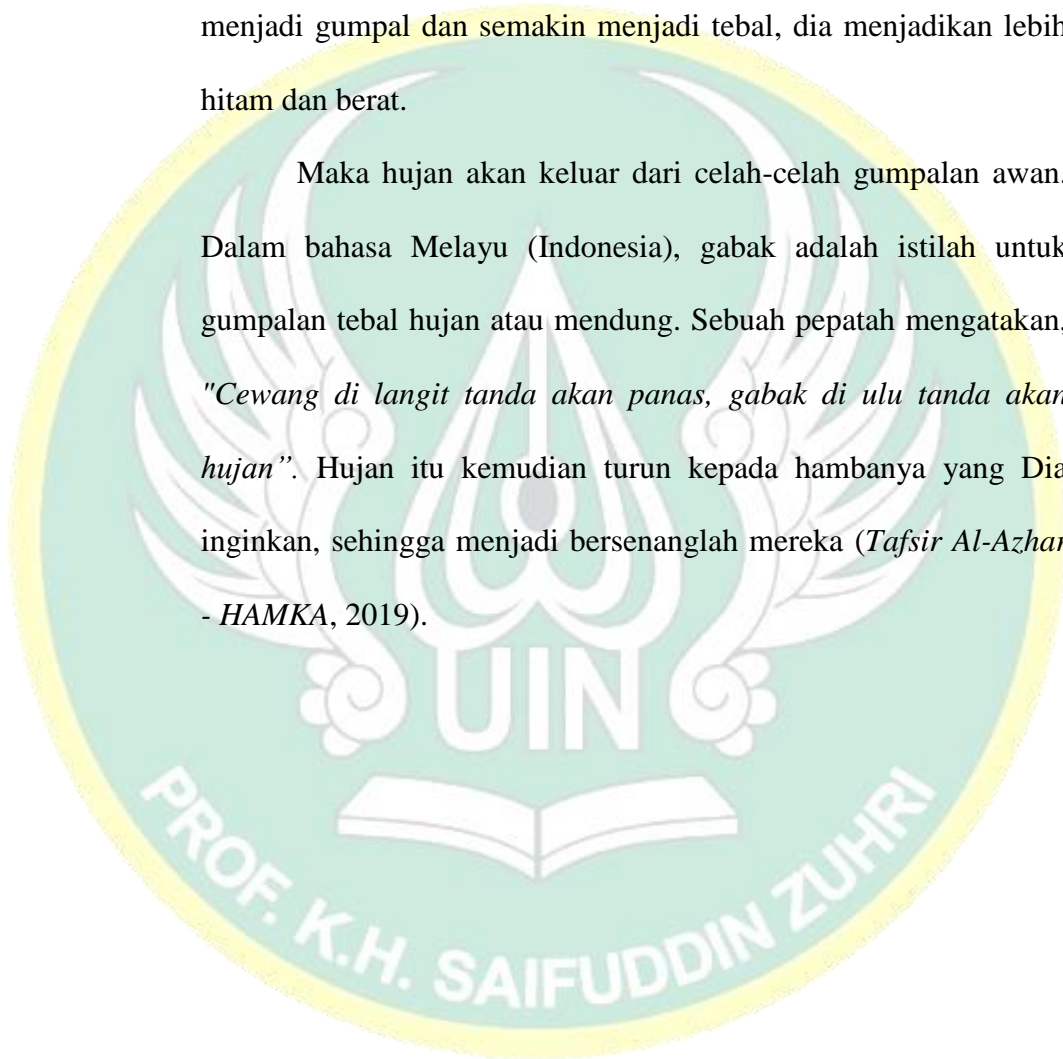 menjadi gumpal dan semakin menjadi tebal, dia menjadikan lebih
hitam dan berat.
Maka hujan akan keluar dari celah-celah gumpalan awan.
Dalam bahasa Melayu (Indonesia), gabak adalah istilah untuk
gumpalan tebal hujan atau mendung. Sebuah pepatah mengatakan,
"Cewang di langit tanda akan panas, gabak di ulu tanda akan
hujan”. Hujan itu kemudian turun kepada hambanya yang Dia
inginkan, sehingga menjadi bersenanglah mereka (Tafsir Al-Azhar
- HAMKA, 2019).
UIN
PROF. K.H. SAIFUDDIN ZUHRI